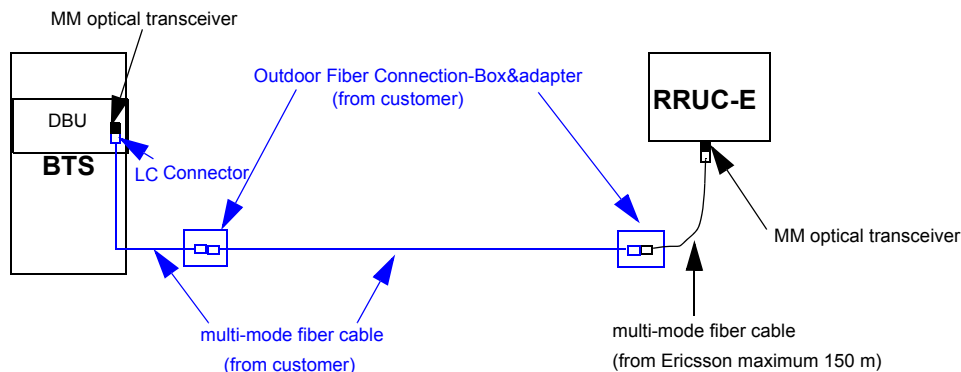 MM optical transceiver
Outdoor Fiber Connection-Box&adapter
(from customer)
RRUC-E
DBU
BTS
LC Connector
MM optical transceiver
multi-mode fiber cable
(from customer)
multi-mode fiber cable
(from Ericsson maximum 150 m)